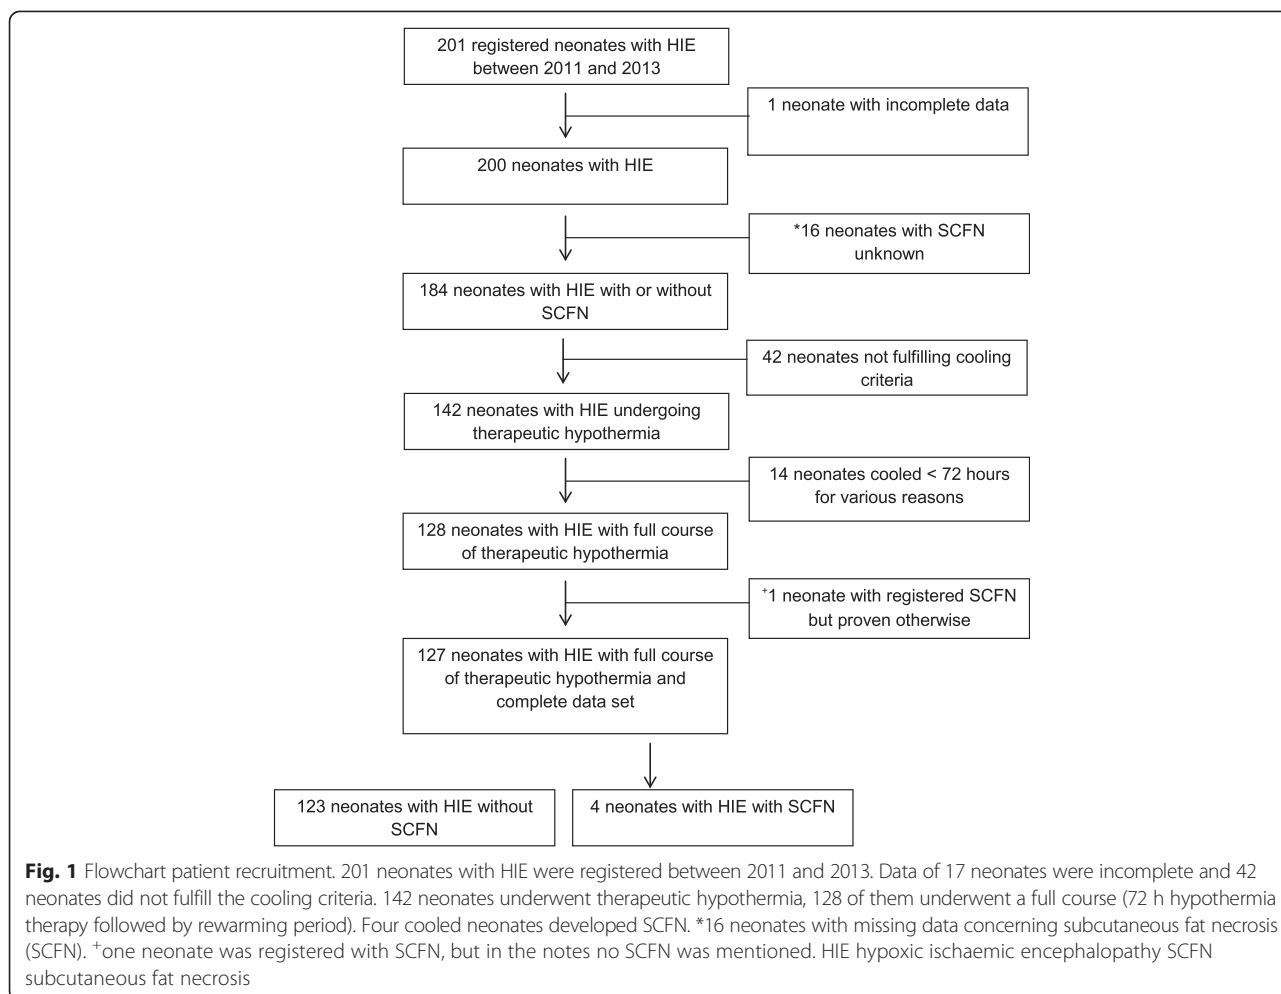 201 registered neonates with HIE
between 2011 and 2013
1 neonate with incomplete data
200 neonates with HIE
*16 neonates with SCFN
unknown
184 neonates with HIE with or without
SCFN
42 neonates not fulfilling cooling
criteria
142 neonates with HIE undergoing
therapeutic hypothermia
14 neonates cooled < 72 hours
for various reasons
128 neonates with HIE with full course
of therapeutic hypothermia
+1 neonate with registered SCFN
but proven otherwise
127 neonates with HIE with full course
of therapeutic hypothermia and
complete data set
123 neonates with HIE without
SCFN
4 neonates with HIE with SCFN
Fig. 1 Flowchart patient recruitment. 201 neonates with HIE were registered between 2011 and 2013. Data of 17 neonates were incomplete and 42
neonates did not fulfill the cooling criteria. 142 neonates underwent therapeutic hypothermia, 128 of them underwent a full course (72 h hypothermia
therapy followed by rewarming period). Four cooled neonates developed SCFN. *16 neonates with missing data concerning subcutaneous fat necrosis
(SCFN). +one neonate was registered with SCFN, but in the notes no SCFN was mentioned. HIE hypoxic ischaemic encephalopathy SCFN
subcutaneous fat necrosis